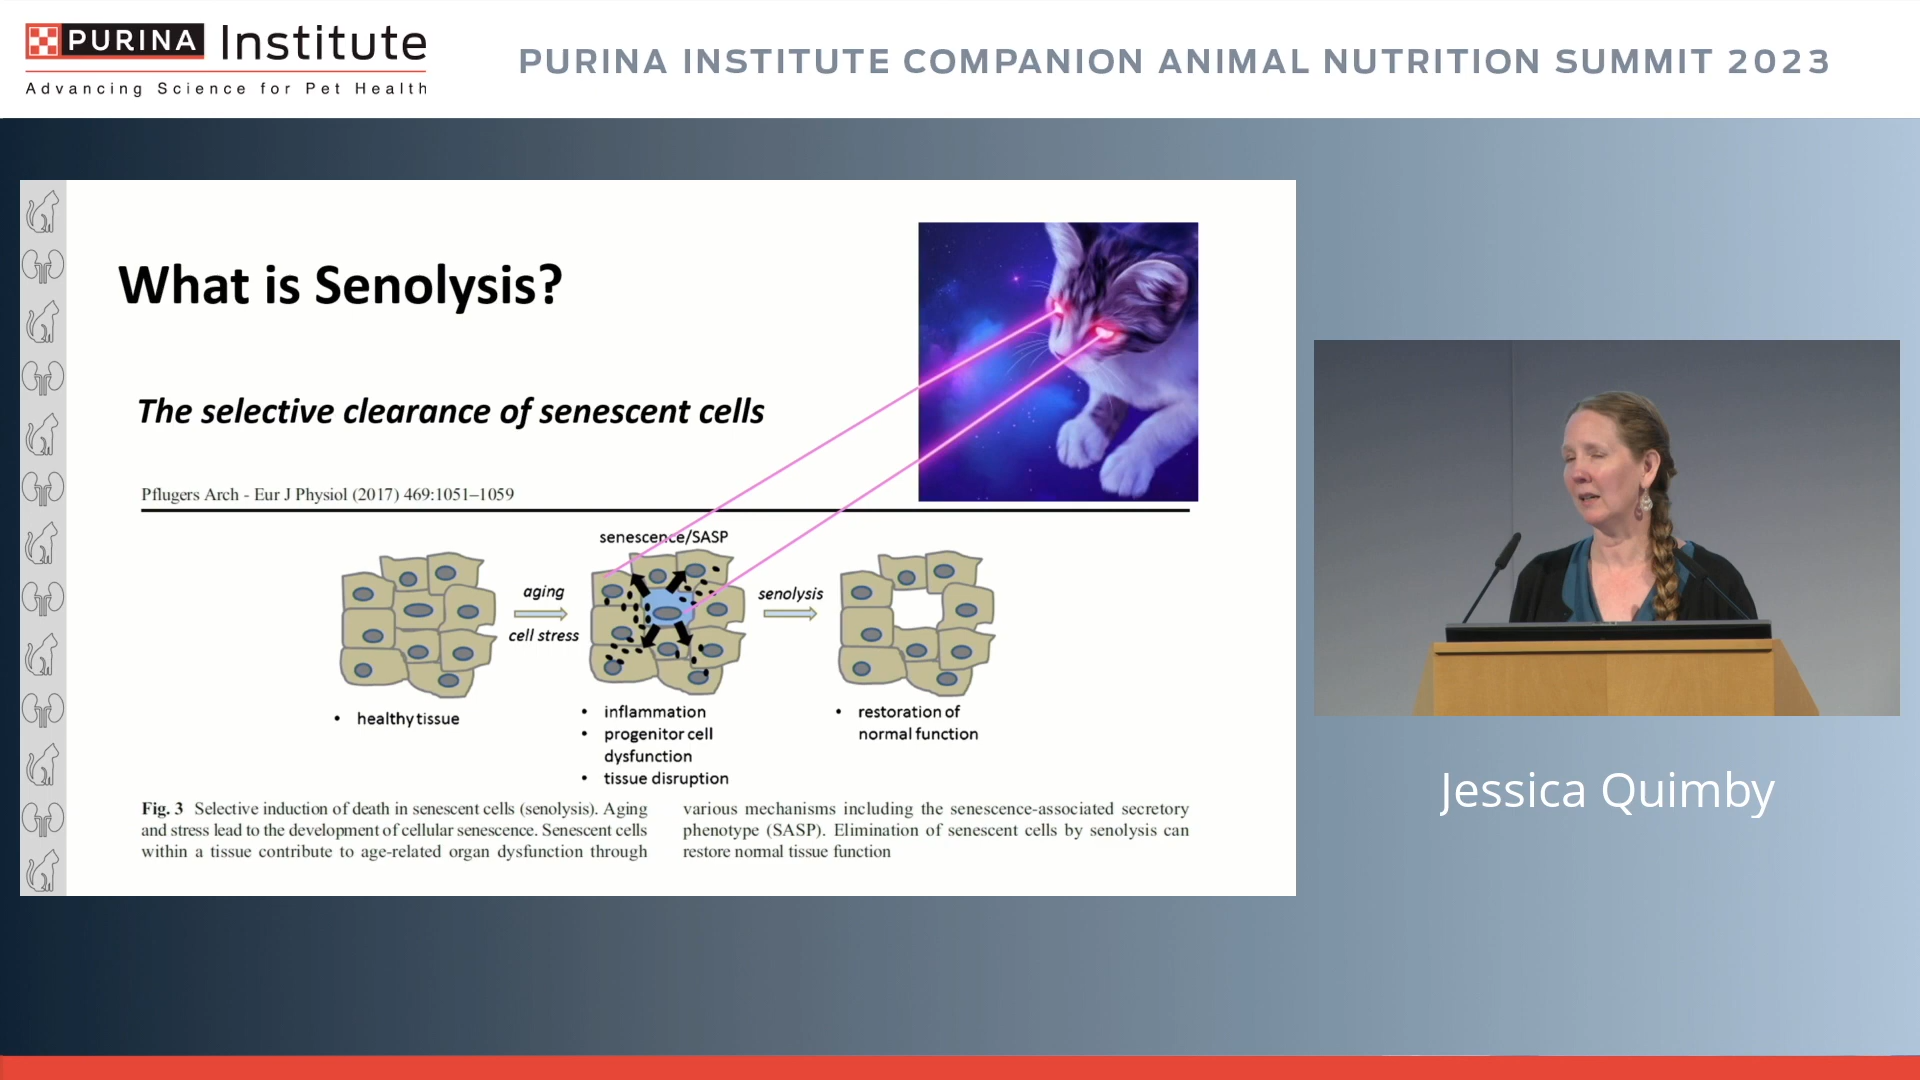 PURINA Institute
Advancing Science for Pet Health
PURINA INSTITUTE COMPANION ANIMAL NUTRITION SUMMIT 2023
What is Senolysis?
The selective clearance of senescent cells
Pflugers Arch - Eur J Physiol (2017) 469:1051–1059
senescence/SASP
aging
cell stress
senolysis
• healthy tissue
• inflammation
• progenitor cell
dysfunction
• tissue disruption
• restoration of
normal function
Fig. 3 Selective induction of death in senescent cells (senolysis). Aging
and stress lead to the development of cellular senescence. Senescent cells
within a tissue contribute to age-related organ dysfunction through
various mechanisms including the senescence-associated secretory
phenotype (SASP). Elimination of senescent cells by senolysis can
restore normal tissue function
Jessica Quimby